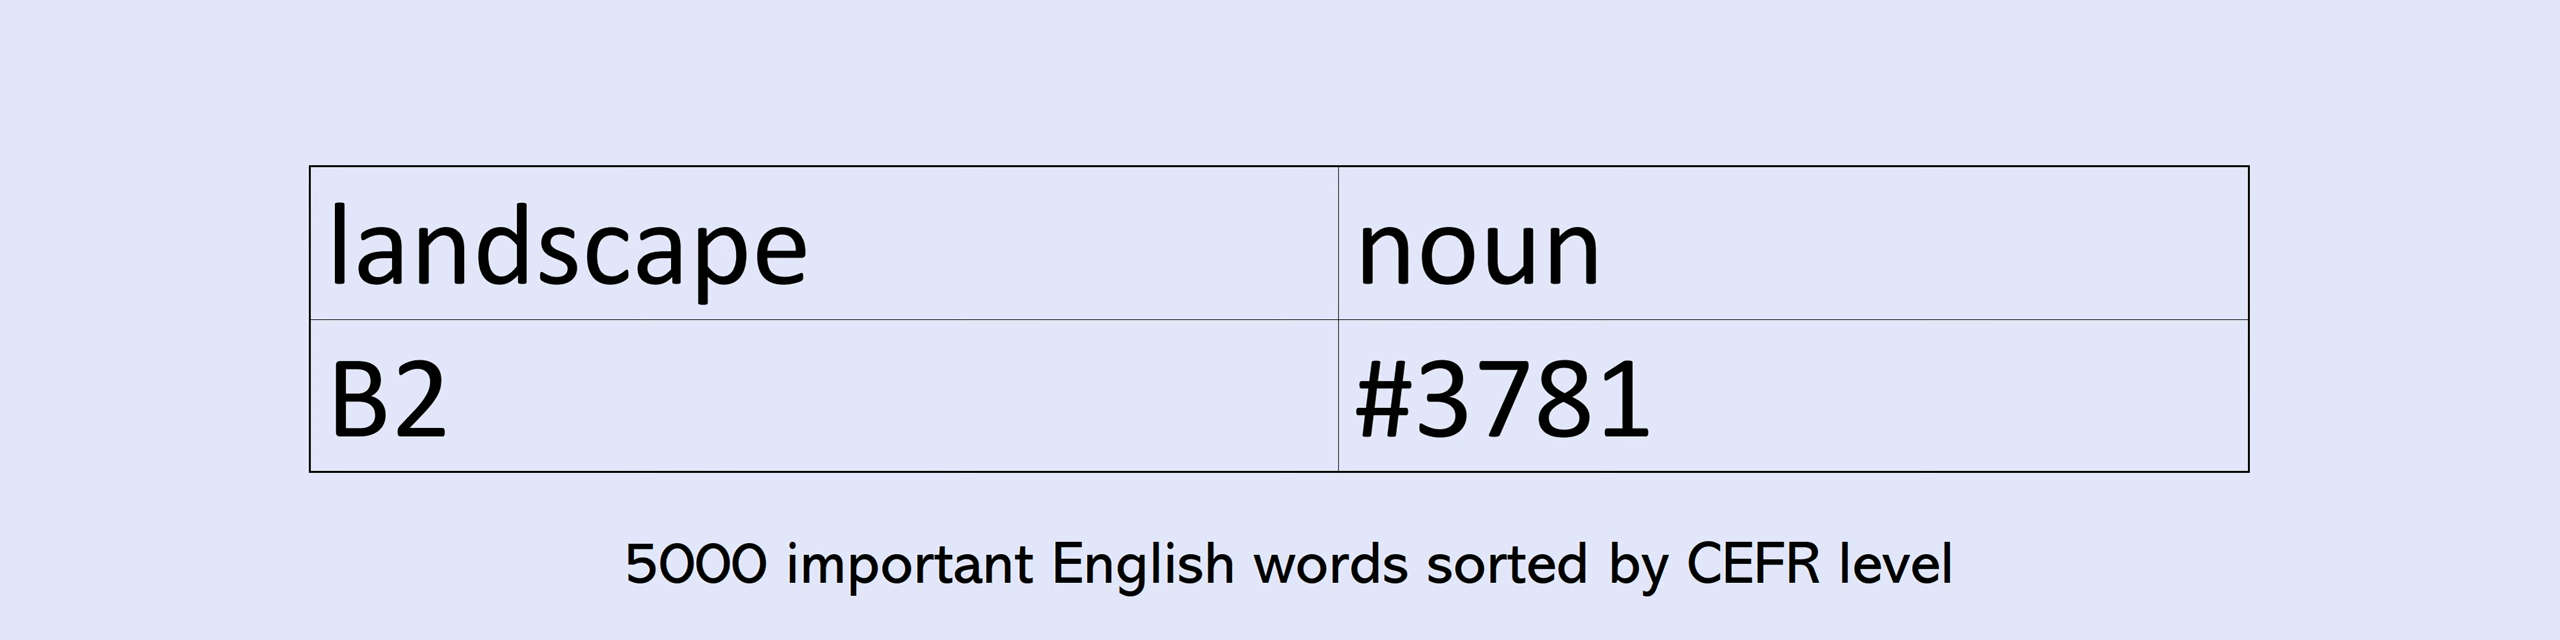 landscape noun
B2 #3781
5000 important English words sorted by CEFR level